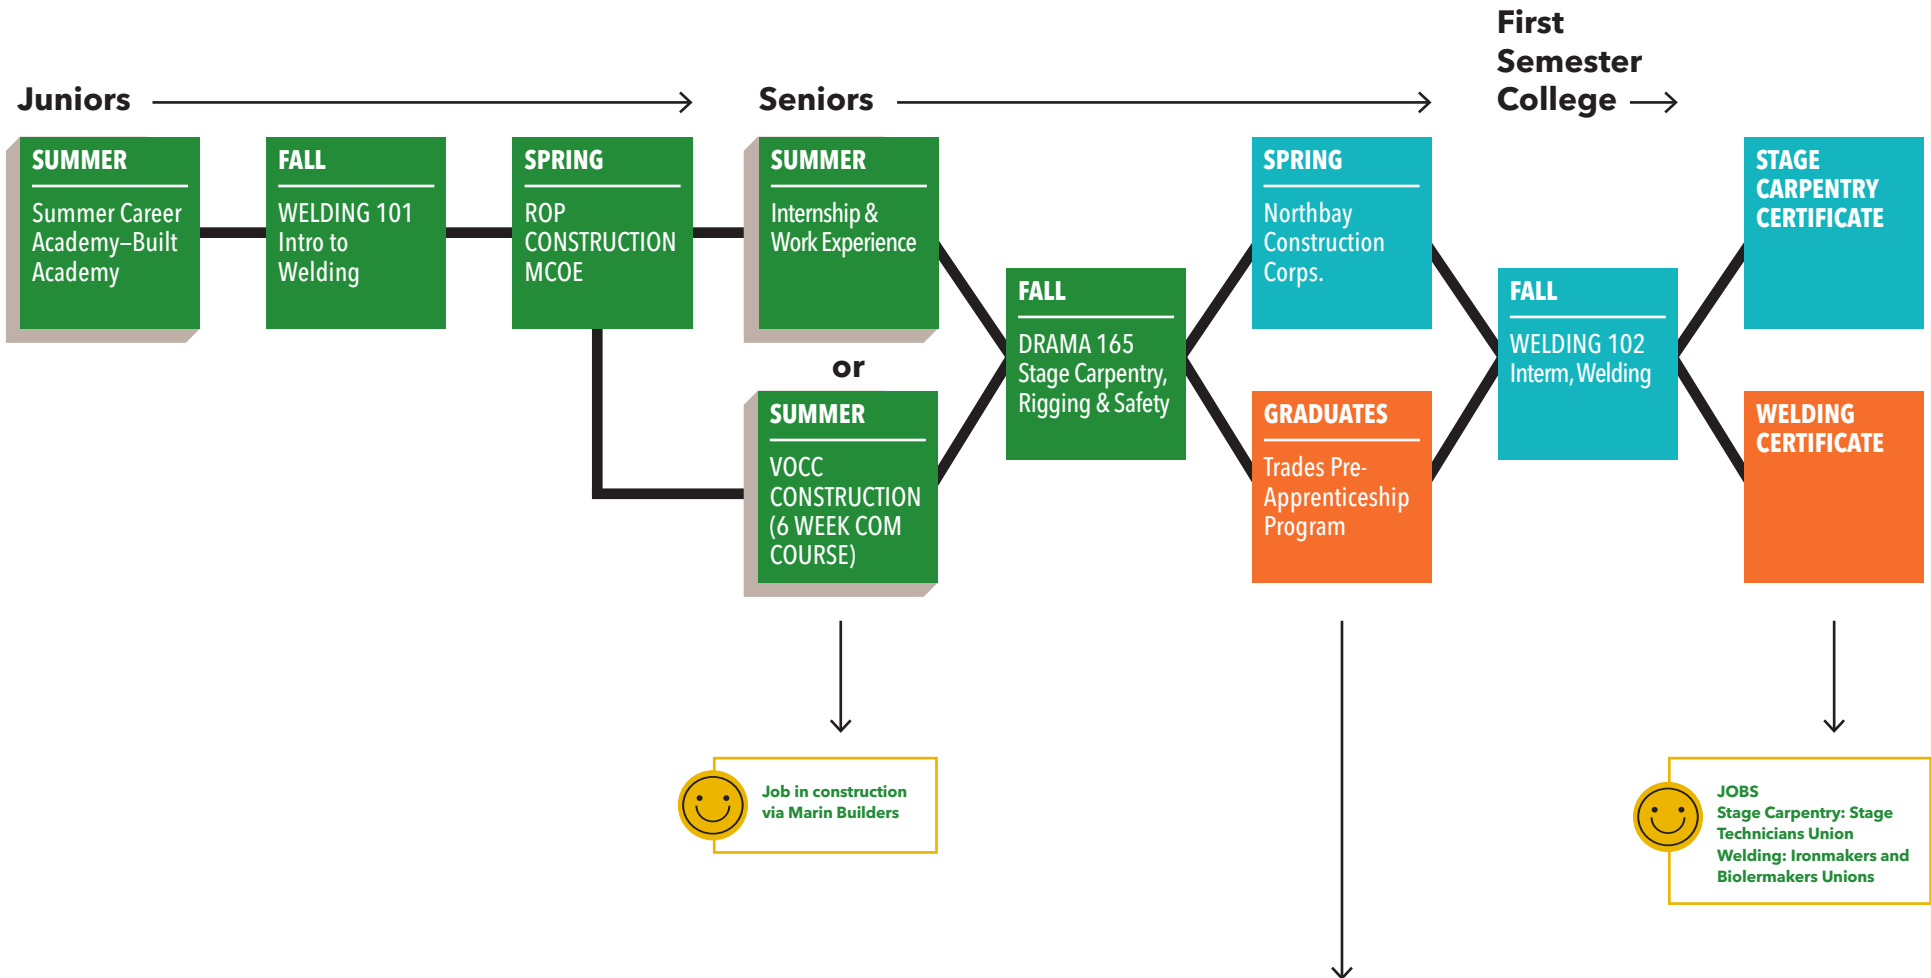 First
Semester
College
Juniors
Seniors
SUMMER
Summer Career
Academy–Built
Academy
FALL
WELDING 101
Intro to
Welding
SPRING
ROP
CONSTRUCTION
MCOE
SUMMER
Internship &
Work Experience
or
SUMMER
VOCC
CONSTRUCTION
(6 WEEK COM
COURSE)
FALL
DRAMA 165
Stage Carpentry,
Rigging & Safety
SPRING
Northbay
Construction
Corps.
GRADUATES
Trades Pre-
Apprenticeship
Program
FALL
WELDING 102
Interm, Welding
STAGE
CARPENTRY
CERTIFICATE
WELDING
CERTIFICATE
Job in construction
via Marin Builders
JOBS
Stage Carpentry: Stage
Technicians Union
Welding: Ironmakers and
Biolermakers Unions